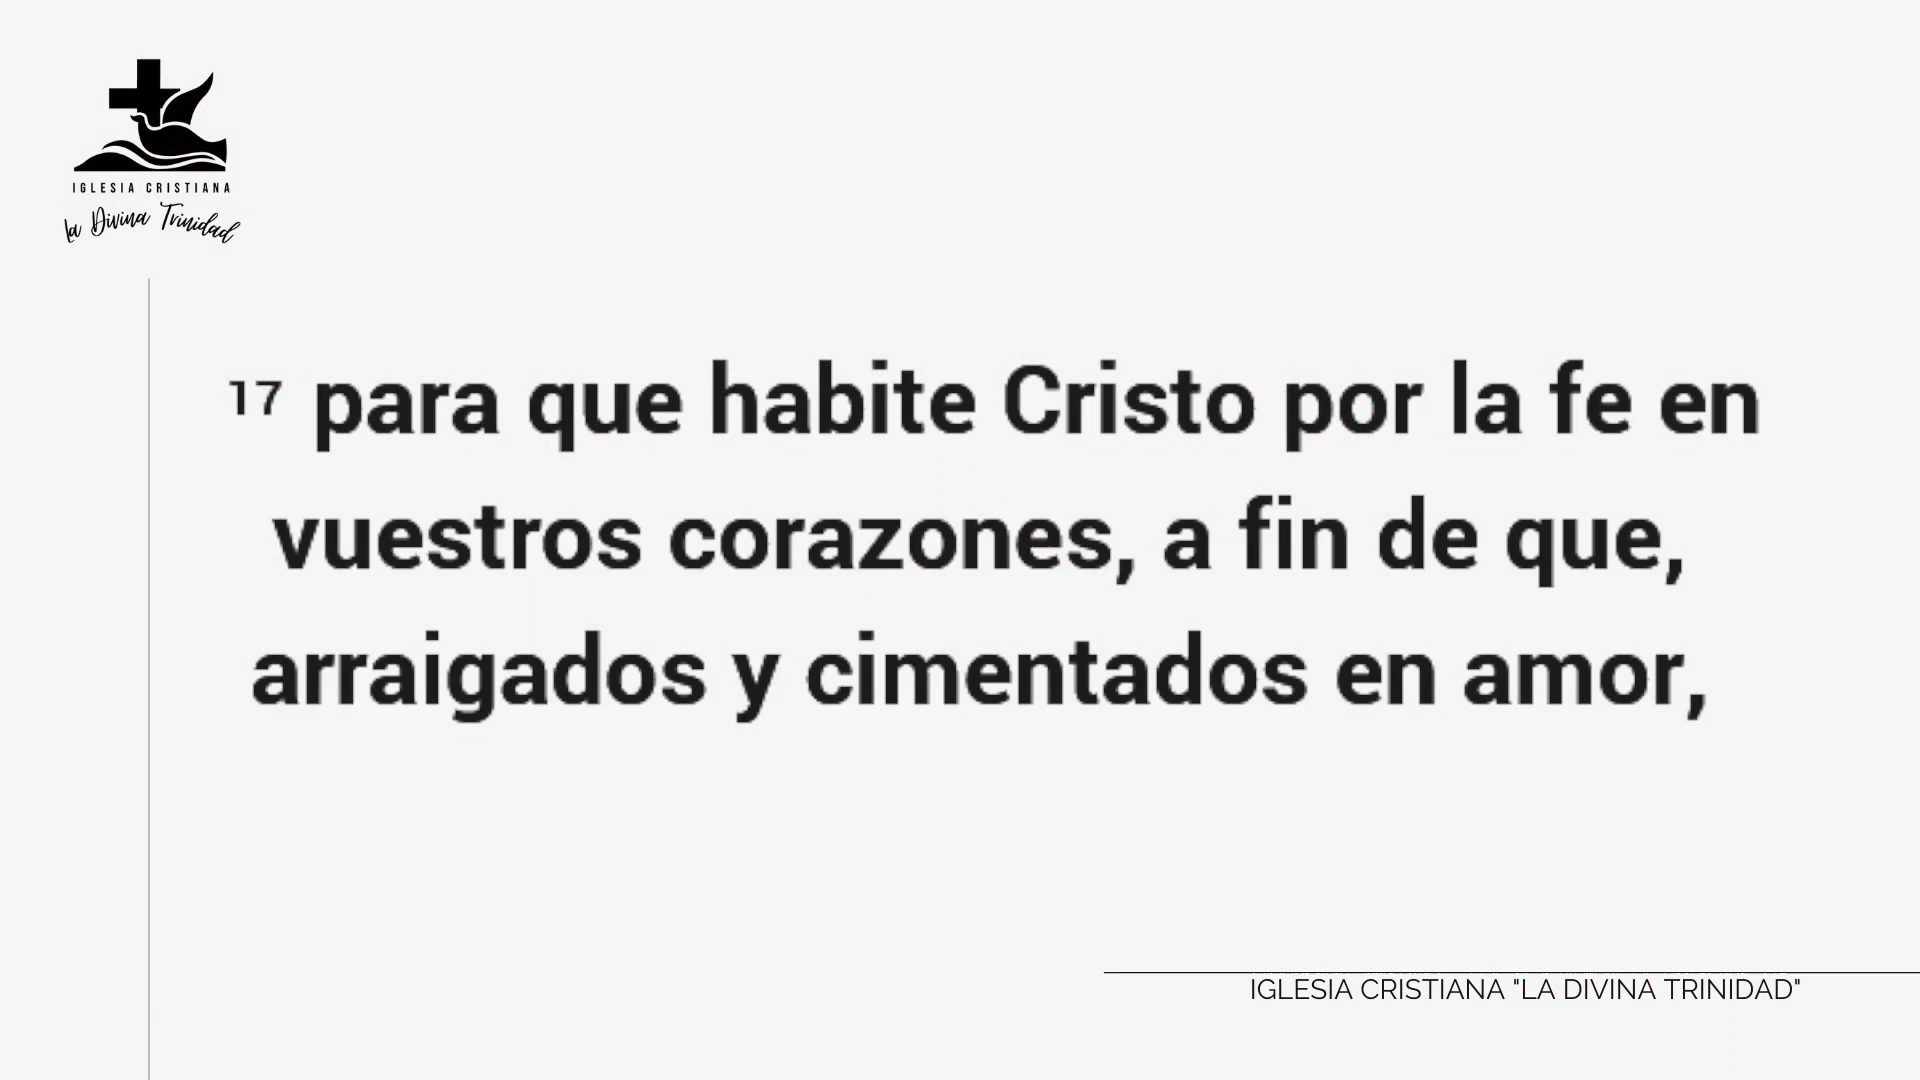 IGLESIA CRISTIANA
La Divina Trinidad
17 para que habite Cristo por la fe en
vuestros corazones, a fin de que,
arraigados y cimentados en amor,
IGLESIA CRISTIANA "LA DIVINA TRINIDAD"